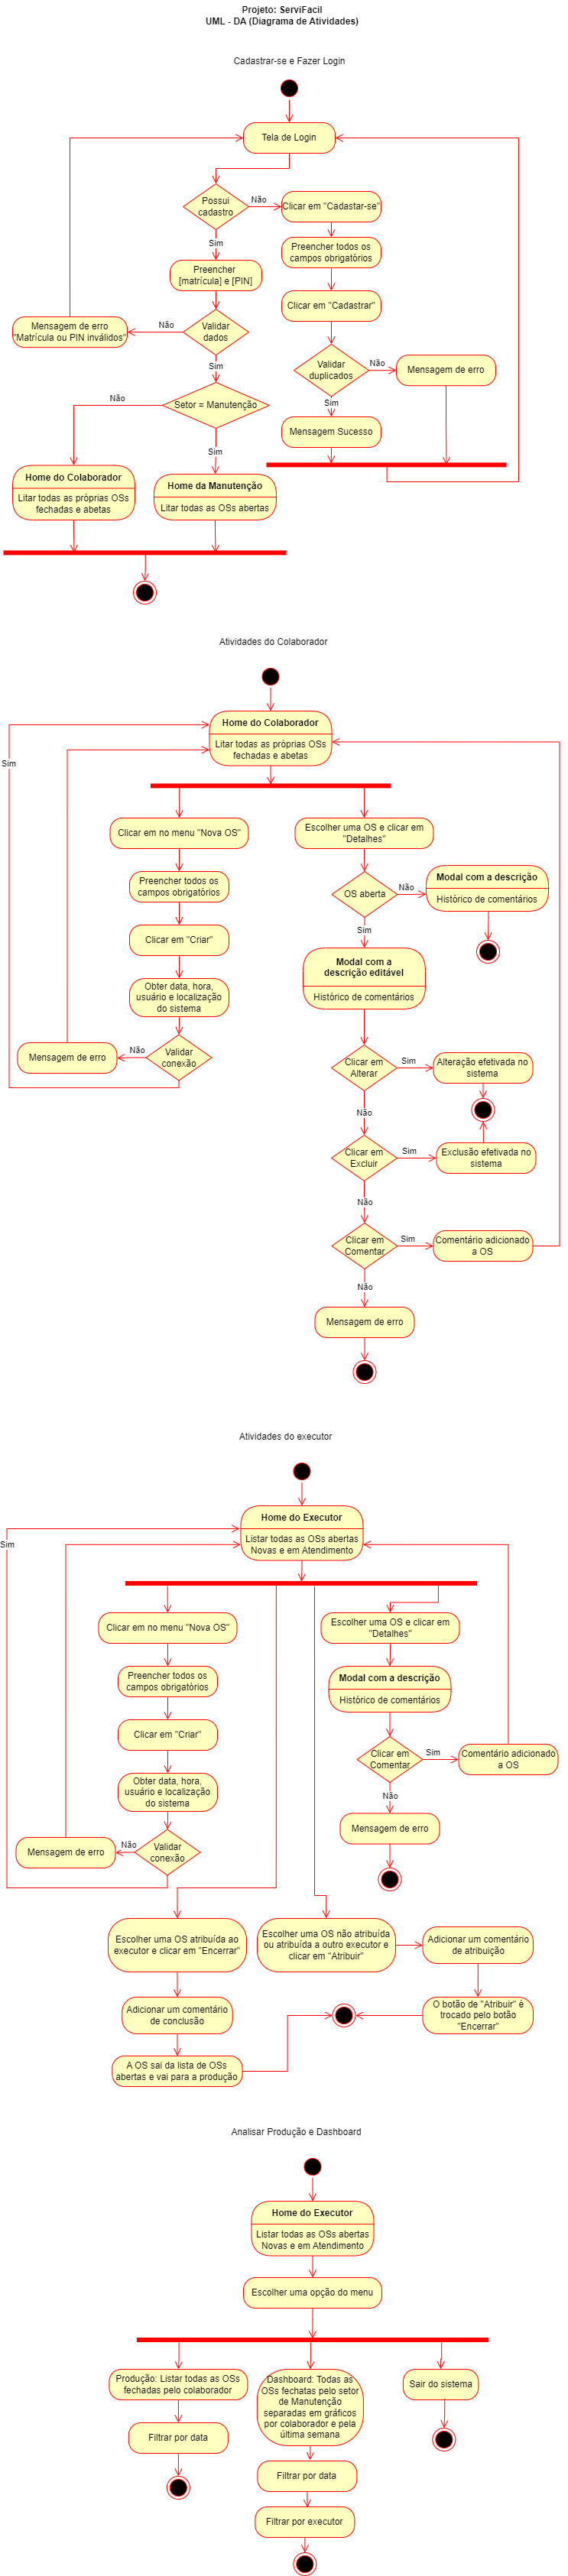 Projeto: ServiFacil
UML - DA (Diagrama de Atividades)
Cadastrar-se e Fazer Login
Tela de Login
Possui
cadastro
Não
Clicar em "Cadastar-se"
Sim
Preencher todos os
campos obrigatórios
Preencher
[matrícula] e [PIN]
Clicar em "Cadastrar"
Mensagem de erro
"Matrícula ou PIN inválidos"
Não
Validar
dados
Validar
duplicados
Não
Mensagem de erro
Sim
Sim
Não
Setor = Manutenção
Mensagem Sucesso
Sim
Home do Colaborador
Litar todas as próprias OSs
fechadas e abetas
Home da Manutenção
Litar todas as OSs abertas
Atividades do Colaborador
Home do Colaborador
Litar todas as próprias OSs
fechadas e abetas
Sim
Clicar em no menu "Nova OS"
Escolher uma OS e clicar em
"Detalhes"
Preencher todos os
campos obrigatórios
OS aberta
Não
Modal com a descrição
Histórico de comentários
Sim
Clicar em "Criar"
Modal com a
descrição editável
Histórico de comentários
Obter data, hora,
usuário e localização
do sistema
Mensagem de erro
Não
Validar
conexão
Clicar em
Alterar
Sim
Alteração efetivada no
sistema
Não
Clicar em
Excluir
Sim
Exclusão efetivada no
sistema
Não
Clicar em
Comentar
Sim
Comentário adicionado
a OS
Não
Mensagem de erro
Atividades do executor
Home do Executor
Listar todas as OSs abertas
Novas e em Atendimento
Sim
Clicar em no menu "Nova OS"
Escolher uma OS e clicar em
"Detalhes"
Preencher todos os
campos obrigatórios
Modal com a descrição
Histórico de comentários
Clicar em "Criar"
Clicar em
Comentar
Sim
Comentário adicionado
a OS
Obter data, hora,
usuário e localização
do sistema
Não
Mensagem de erro
Mensagem de erro
Não
Validar
conexão
Escolher uma OS atribuída ao
executor e clicar em "Encerrar"
Escolher uma OS não atribuída
ou atribuída a outro executor e
clicar em "Atribuir"
Adicionar um comentário
de atribuição
Adicionar um comentário
de conclusão
O botão de "Atribuir" é
trocado pelo botão
"Encerrar"
A OS sai da lista de OSs
abertas e vai para a produção
Analisar Produção e Dashboard
Home do Executor
Listar todas as OSs abertas
Novas e em Atendimento
Escolher uma opção do menu
Produção: Listar todas as OSs
fechadas pelo colaborador
Dashboard: Todas as
OSs fechatas pelo setor
de Manutenção
separadas em gráficos
por colaborador e pela
última semana
Sair do sistema
Filtrar por data
Filtrar por data
Filtrar por executor